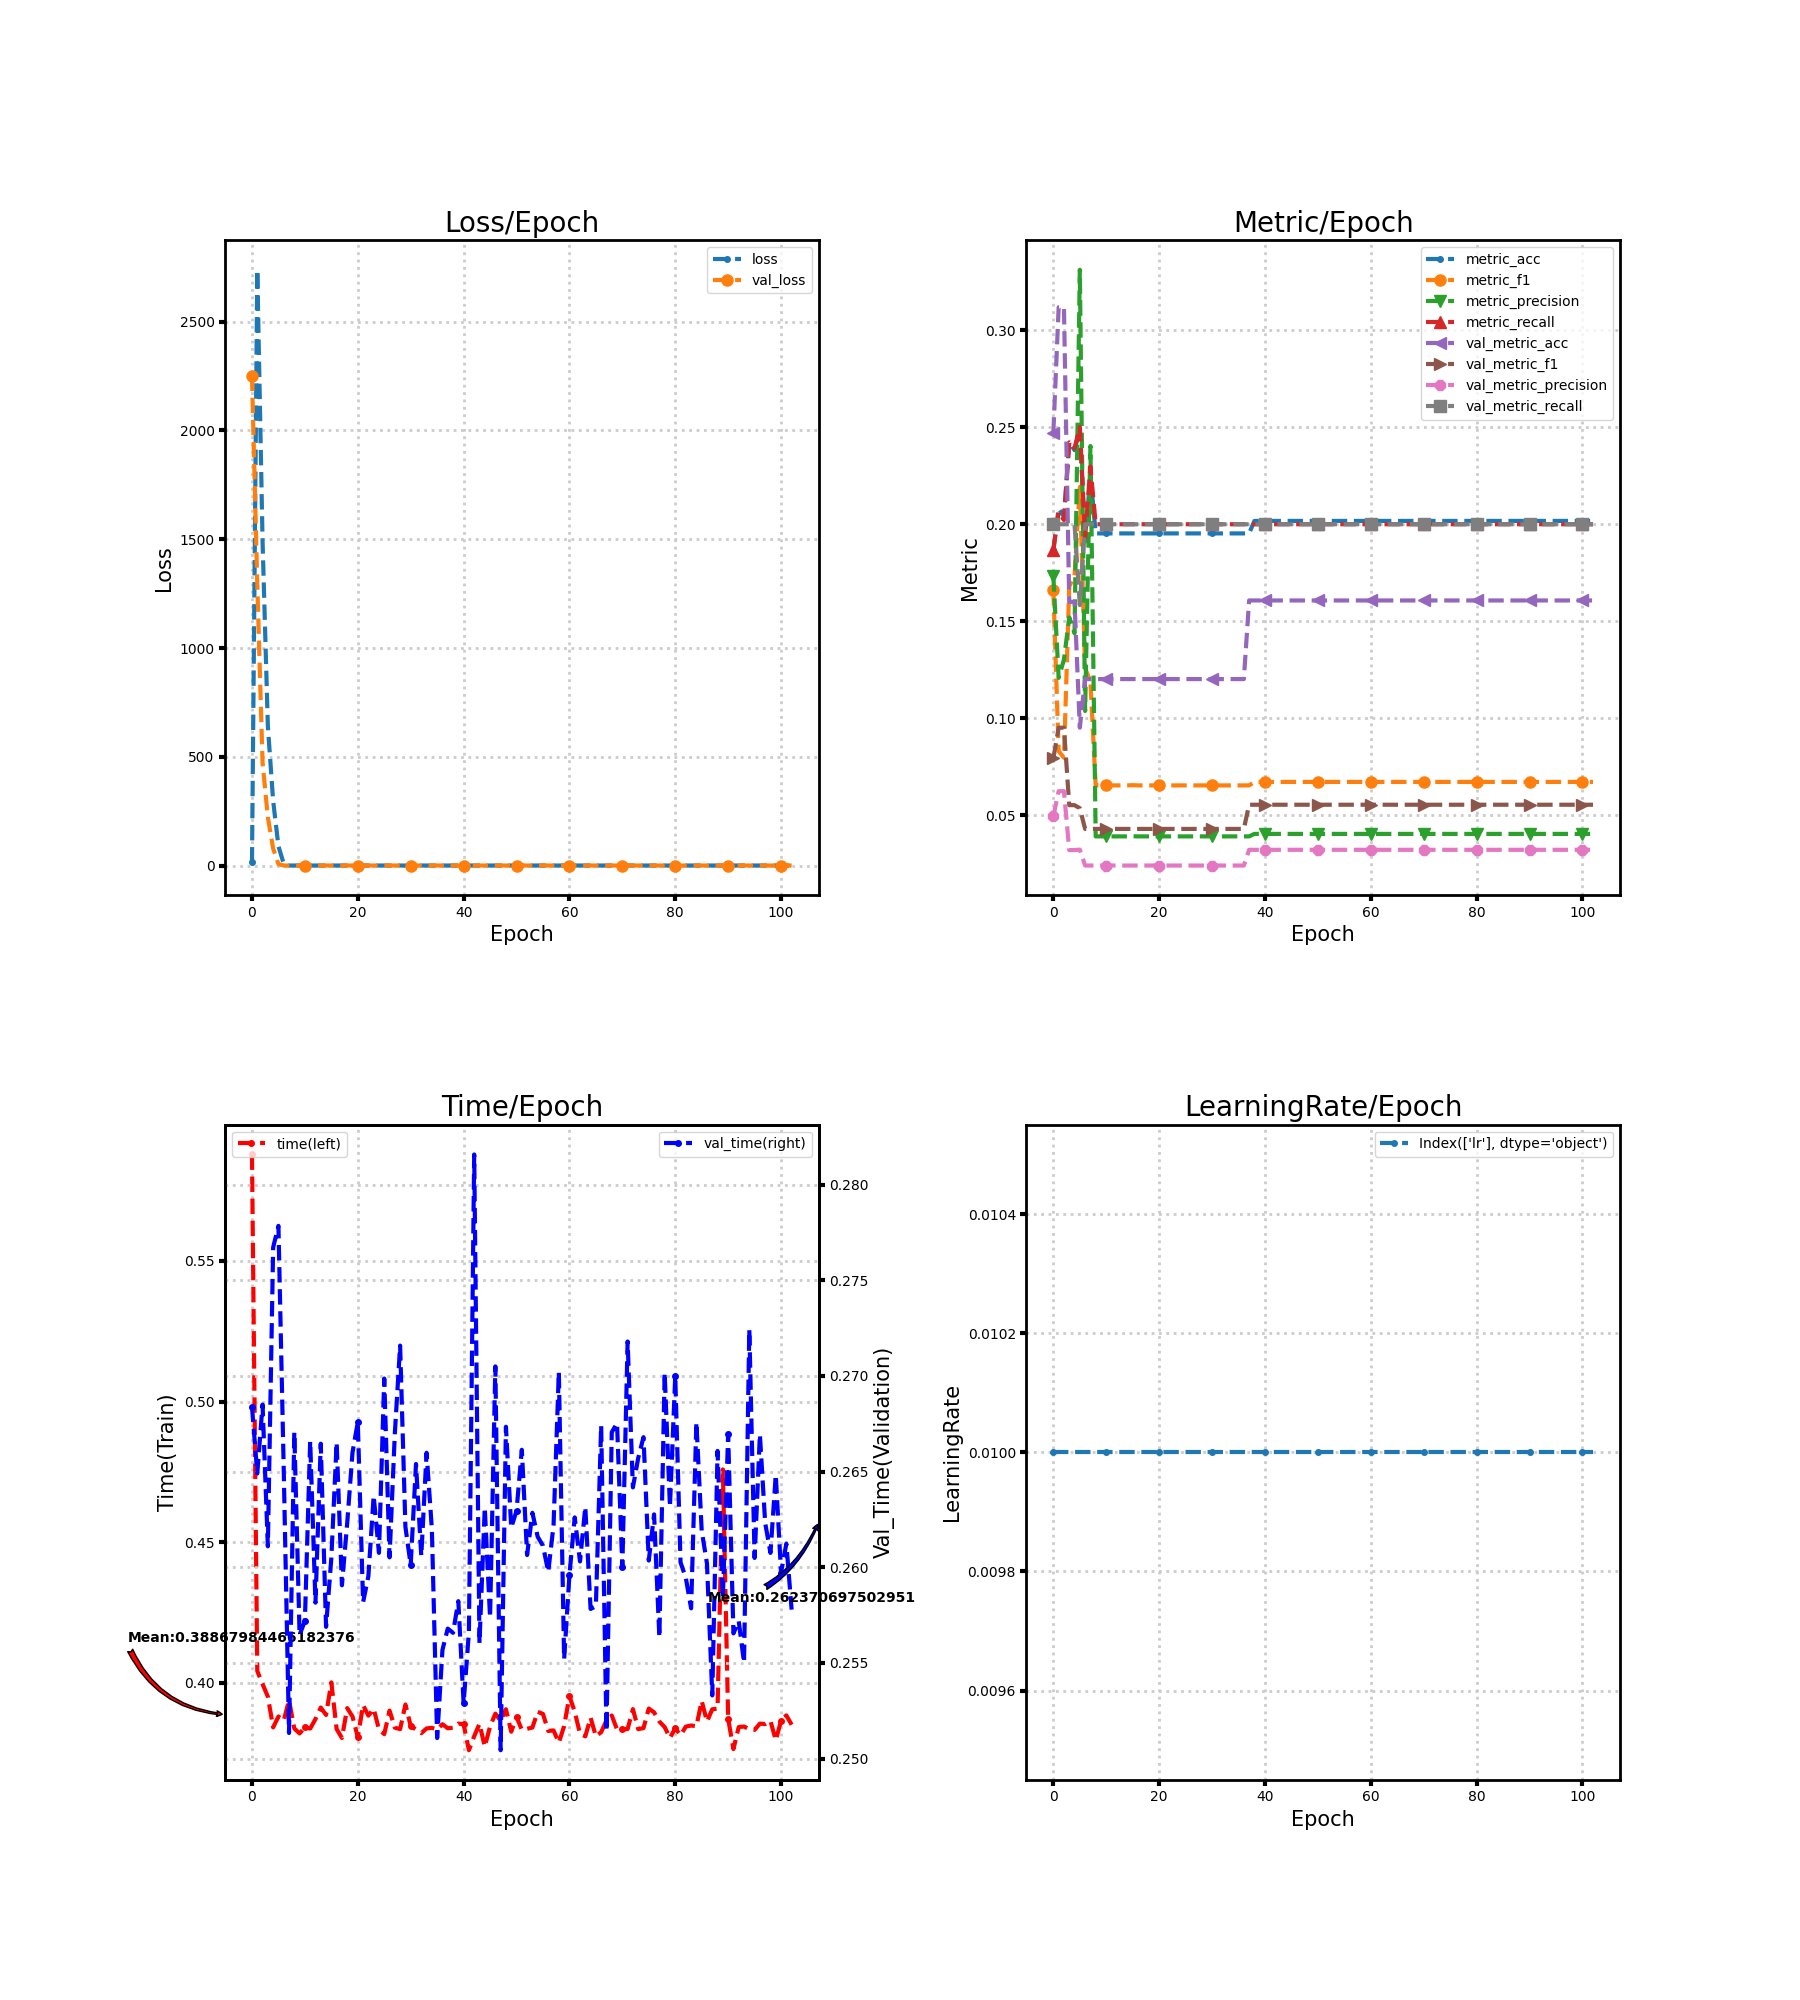 Loss/Epoch
loss
val_loss
2500
2000
1500
1000
500
0
Loss
0 20 40 60 80 100
Epoch
Metric/Epoch
metric_acc
metric_f1
metric_precision
metric_recall
val_metric_acc
val_metric_f1
val_metric_precision
val_metric_recall
0.30
0.25
0.20
0.15
0.10
0.05
Metric
0 20 40 60 80 100
Epoch
Time/Epoch
time(left)
val_time(right)
0.55
0.50
0.45
0.40
Time(Train)
0.280
0.275
0.270
0.265
0.260
0.255
0.250
Val_Time(Validation)
Mean:0.262370697502951
0 20 40 60 80 100
Epoch
LearningRate/Epoch
Index(['lr'], dtype='object')
0.0104
0.0102
0.0100
0.0098
0.0096
LearningRate
0 20 40 60 80 100
Epoch